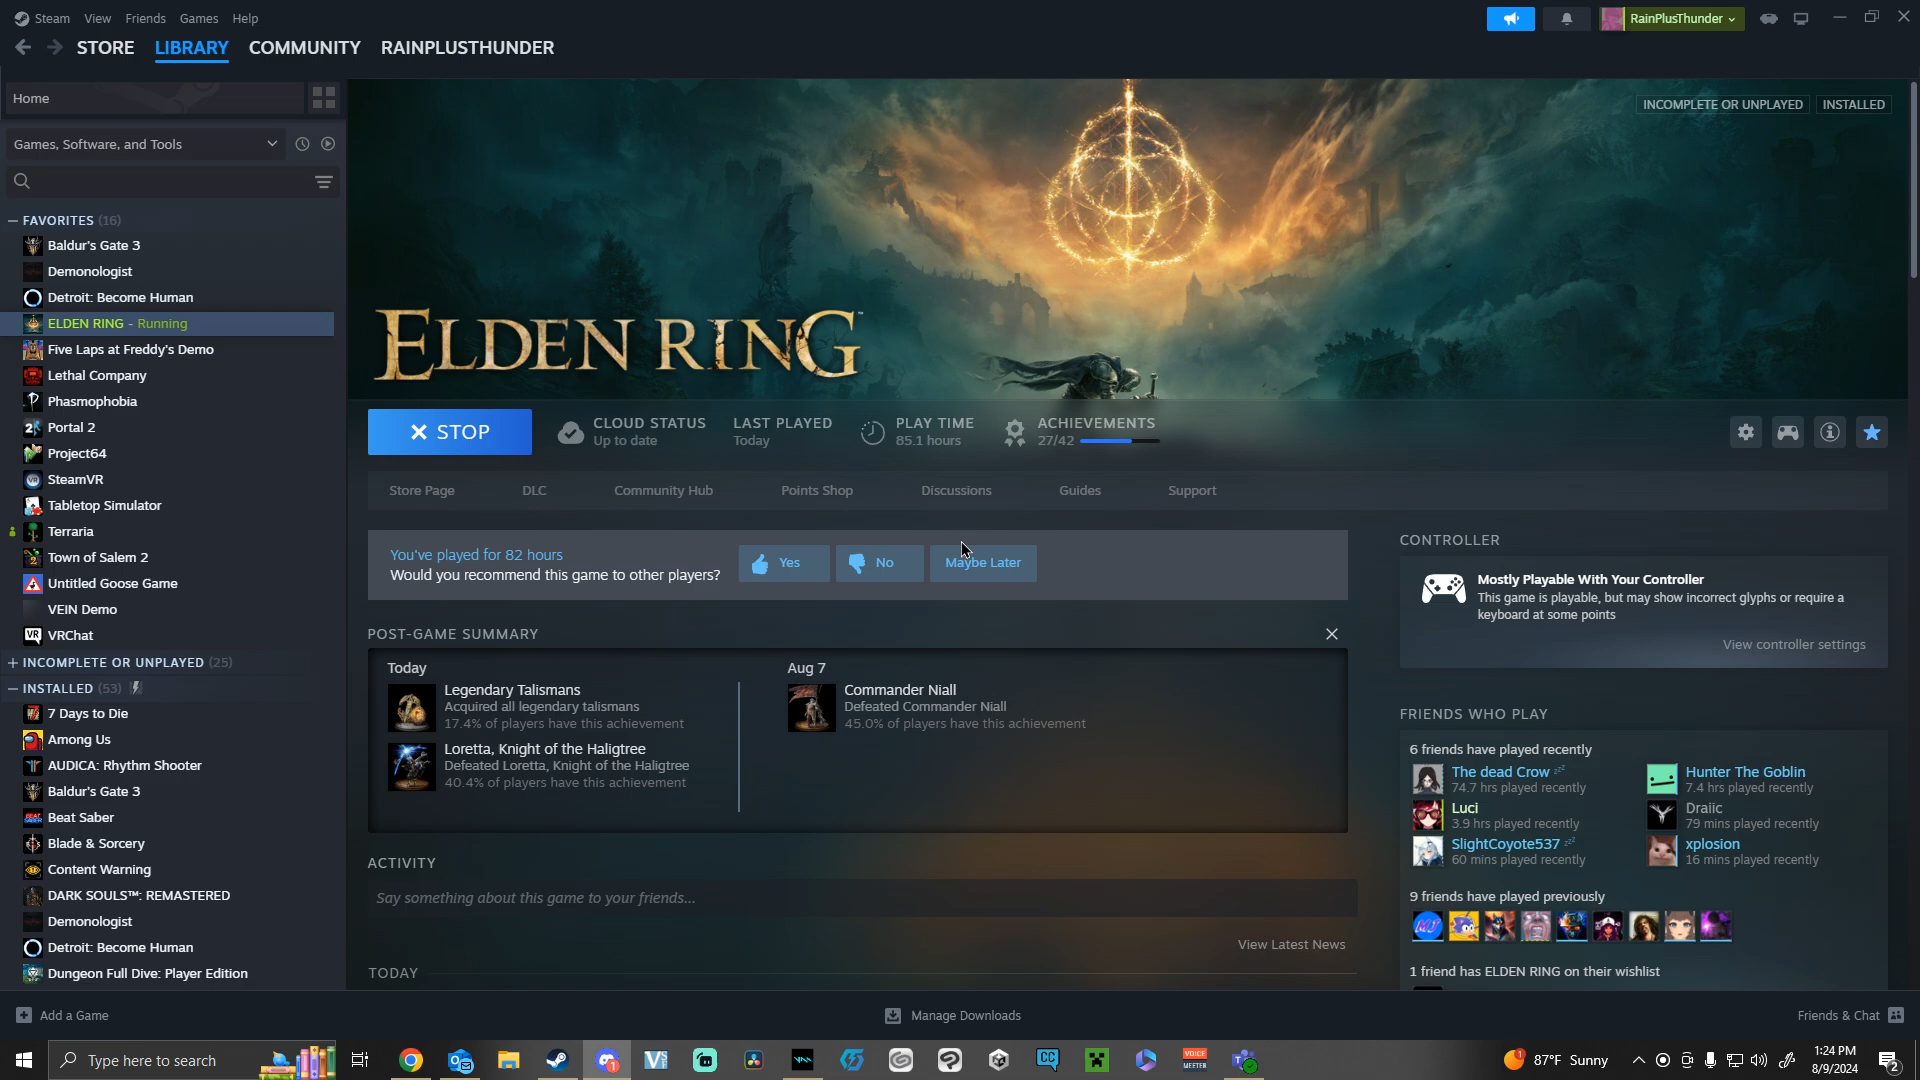 Steam View Friends Games Help
RainPlusThunder
STORE LIBRARY COMMUNITY RAINPLUSTHUNDER
Home
INCOMPLETE OR UNPLAYED INSTALLED
Games, Software, and Tools
FAVORITES (16)
Baldur's Gate 3
Demonologist
Detroit: Become Human
ELDEN RING - Running
Five Laps at Freddy's Demo
Lethal Company
Phasmophobia
Portal 2
Project64
SteamVR
Tabletop Simulator
Terraria
Town of Salem 2
Untitled Goose Game
VEIN Demo
VRChat
INCOMPLETE OR UNPLAYED (25)
INSTALLED (53)
7 Days to Die
Among Us
AUDICA: Rhythm Shooter
Baldur's Gate 3
Beat Saber
Blade & Sorcery
Content Warning
DARK SOULS™: REMASTERED
Demonologist
Detroit: Become Human
Dungeon Full Dive: Player Edition
ELDEN RING™
STOP
CLOUD STATUS
Up to date
LAST PLAYED
Today
PLAY TIME
85.1 hours
ACHIEVEMENTS
27/42
Store Page DLC Community Hub Points Shop Discussions Guides Support
You've played for 82 hours
Would you recommend this game to other players?
Yes No Maybe Later
POST-GAME SUMMARY
Today
Legendary Talismans
Acquired all legendary talismans
17.4% of players have this achievement
Loretta, Knight of the Haligtree
Defeated Loretta, Knight of the Haligtree
40.4% of players have this achievement
Aug 7
Commander Niall
Defeated Commander Niall
45.0% of players have this achievement
ACTIVITY
Say something about this game to your friends...
View Latest News
TODAY
CONTROLLER
Mostly Playable With Your Controller
This game is playable, but may show incorrect glyphs or require a
keyboard at some points
View controller settings
FRIENDS WHO PLAY
6 friends have played recently
The dead Crow zzz
74.7 hrs played recently
Hunter The Goblin
7.4 hrs played recently
Luci
3.9 hrs played recently
Draiic
79 mins played recently
SlightCoyote537 zzz
60 mins played recently
xplosion
16 mins played recently
9 friends have played previously
1 friend has ELDEN RING on their wishlist
Add a Game
Manage Downloads
Friends & Chat
Type here to search
VOICE
MEETER
87°F Sunny
1:24 PM
8/9/2024